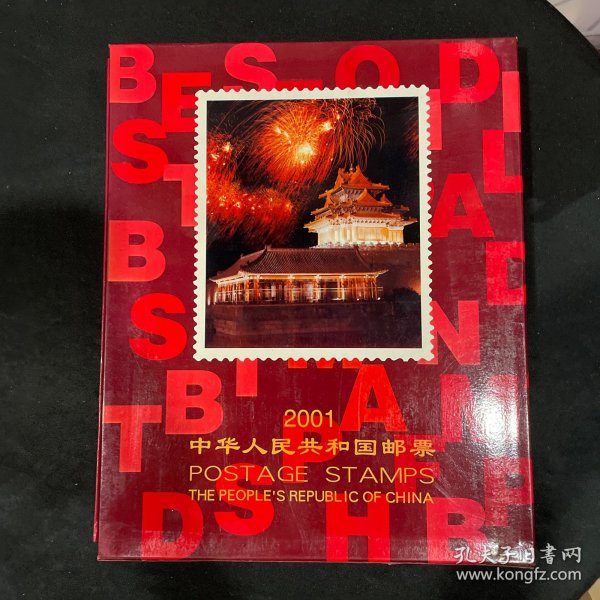 2001
中华人民共和国邮票
POSTAGE STAMPS
THE PEOPLE'S REPUBLIC OF CHINA
孔夫子旧書网
www.kongfz.com